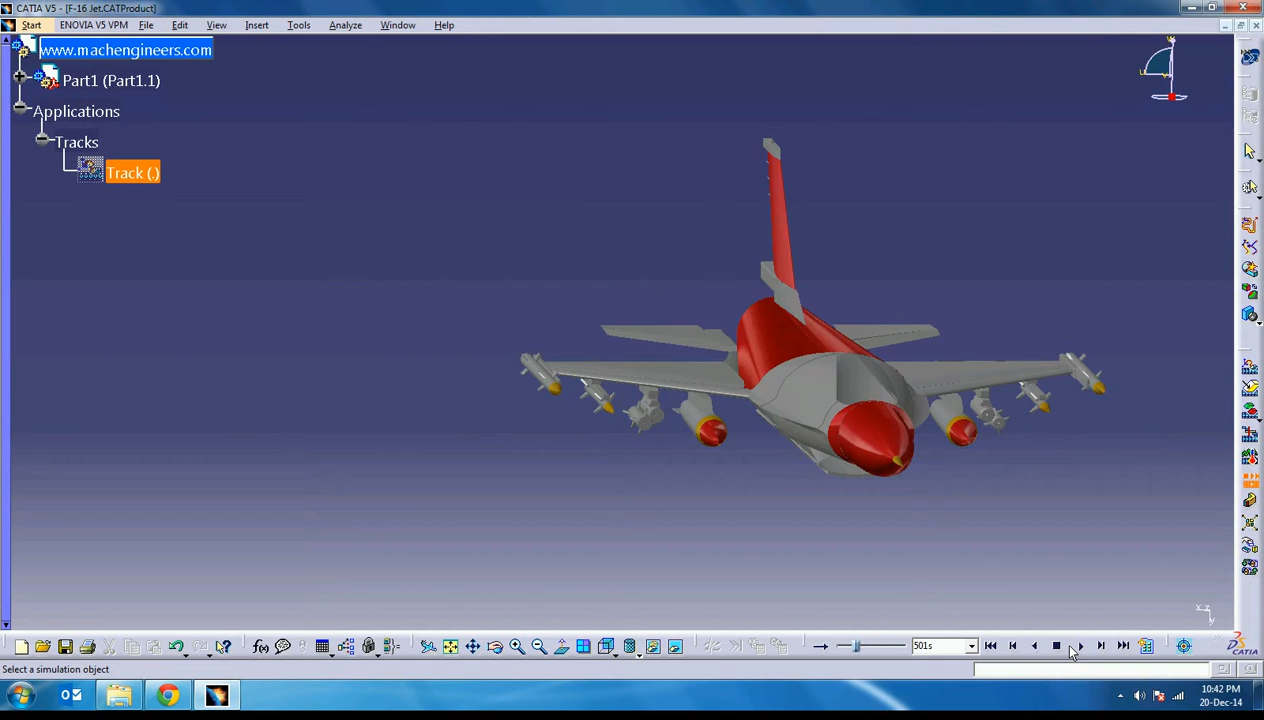 CATIA V5 - [F-16 Jet.CATProduct]
Start ENOVIA V5 VPM File Edit View Insert Tools Analyze Window Help
www.machengineers.com
Part1 (Part1.1)
Applications
Tracks
Track (.)
501s
CATIA
Select a simulation object
10:42 PM
20-Dec-14